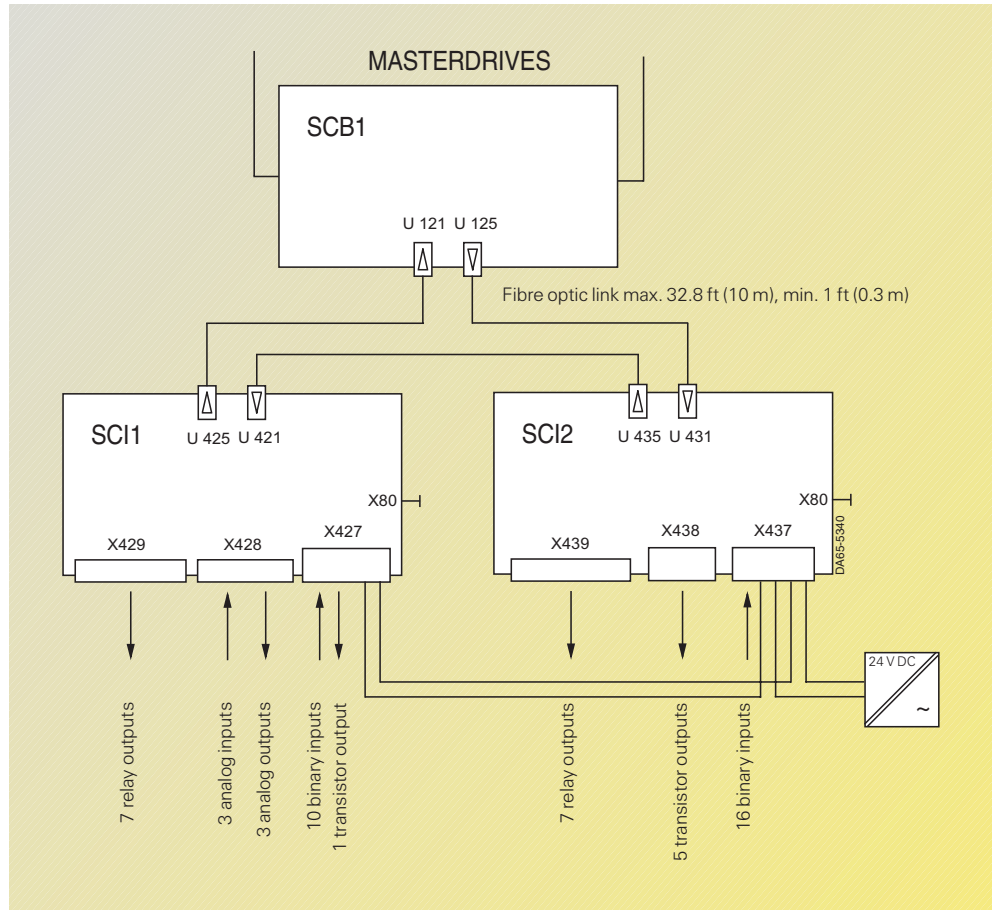 MASTERDRIVES
SCB1
U 121 U 125
Fibre optic link max. 32.8 ft (10 m), min. 1 ft (0.3 m)
SCI1
U 425 U 421
X80
X429
X428
X427
SCI2
U 435 U 431
X80
X439
X438
X437
DA65-5340
24 V DC
~
7 relay outputs
3 analog inputs
3 analog outputs
10 binary inputs
1 transistor output
7 relay outputs
5 transistor outputs
16 binary inputs